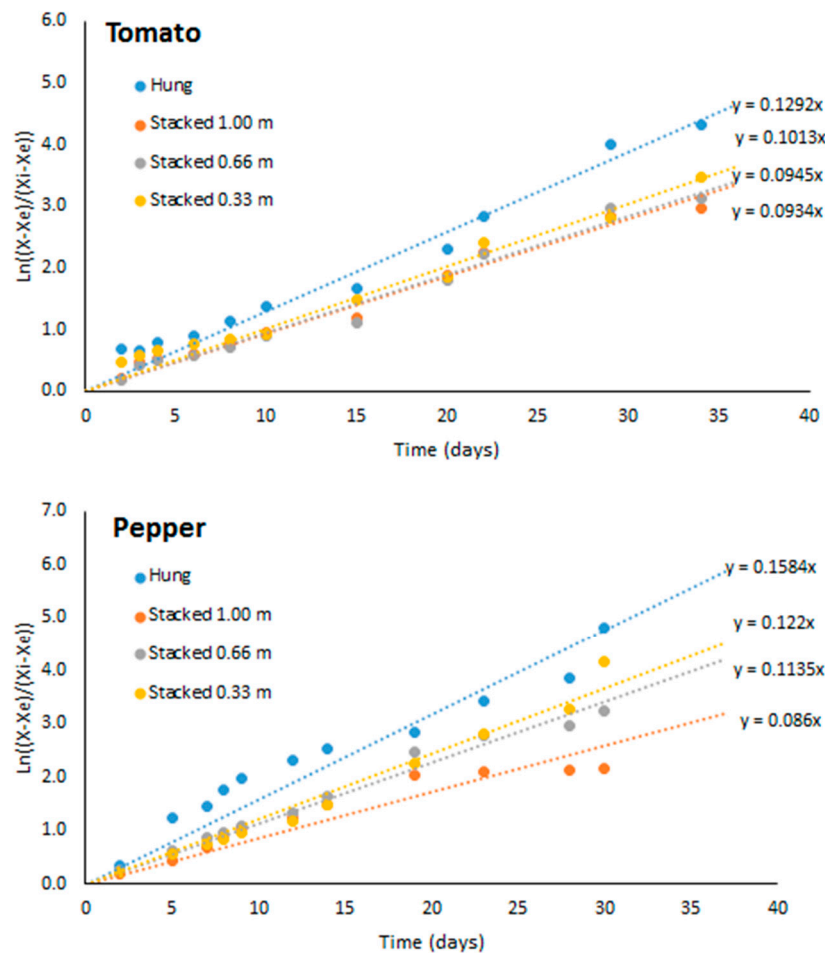 Tomato
6.0
5.0
4.0
3.0
2.0
1.0
0.0
Ln((X-Xe)/(Xi-Xe))
Hung
Stacked 1.00 m
Stacked 0.66 m
Stacked 0.33 m
y = 0.1292x
y = 0.1013x
y = 0.0945x
y = 0.0934x
0 5 10 15 20 25 30 35 40
Time (days)
Pepper
7.0
6.0
5.0
4.0
3.0
2.0
1.0
0.0
Ln((X-Xe)/(Xi-Xe))
Hung
Stacked 1.00 m
Stacked 0.66 m
Stacked 0.33 m
y = 0.1584x
y = 0.122x
y = 0.1135x
y = 0.086x
0 5 10 15 20 25 30 35 40
Time (days)